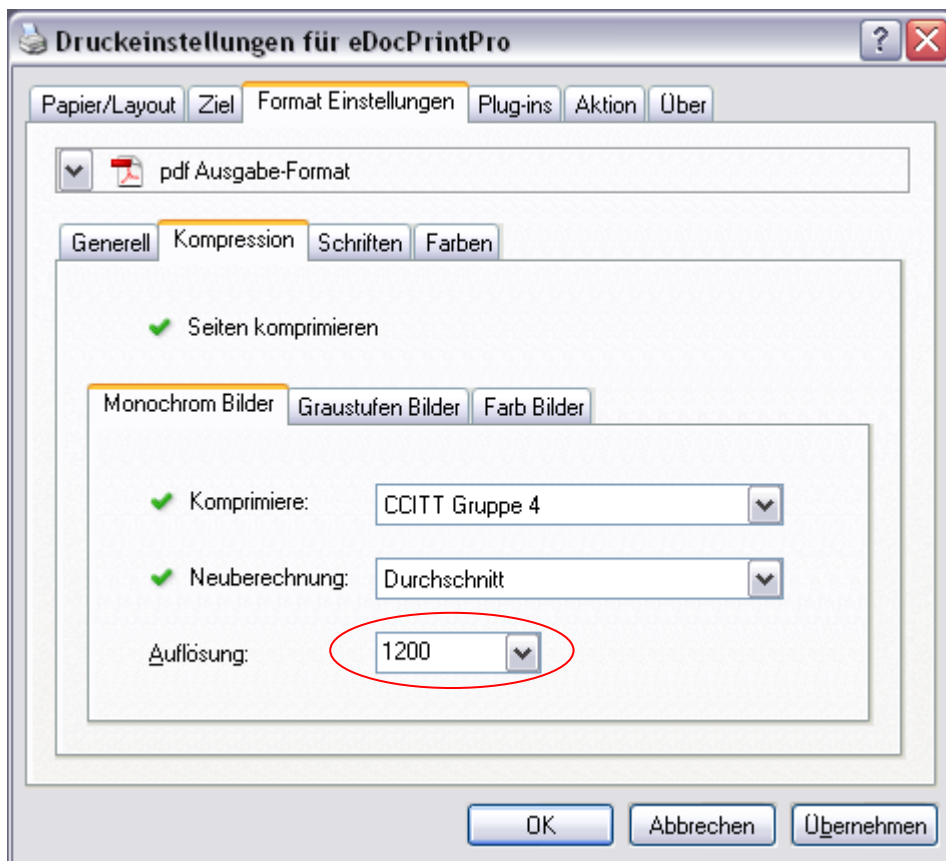 Druckeinstellungen für eDocPrintPro
Papier/Layout Ziel Format Einstellungen Plug-ins Aktion Über
pdf Ausgabe-Format
Generell Kompression Schriften Farben
Seiten komprimieren
Monochrom Bilder Graustufen Bilder Farb Bilder
Komprimiere: CCITT Gruppe 4
Neuberechnung: Durchschnitt
Auflösung: 1200
OK Abbrechen Übernehmen